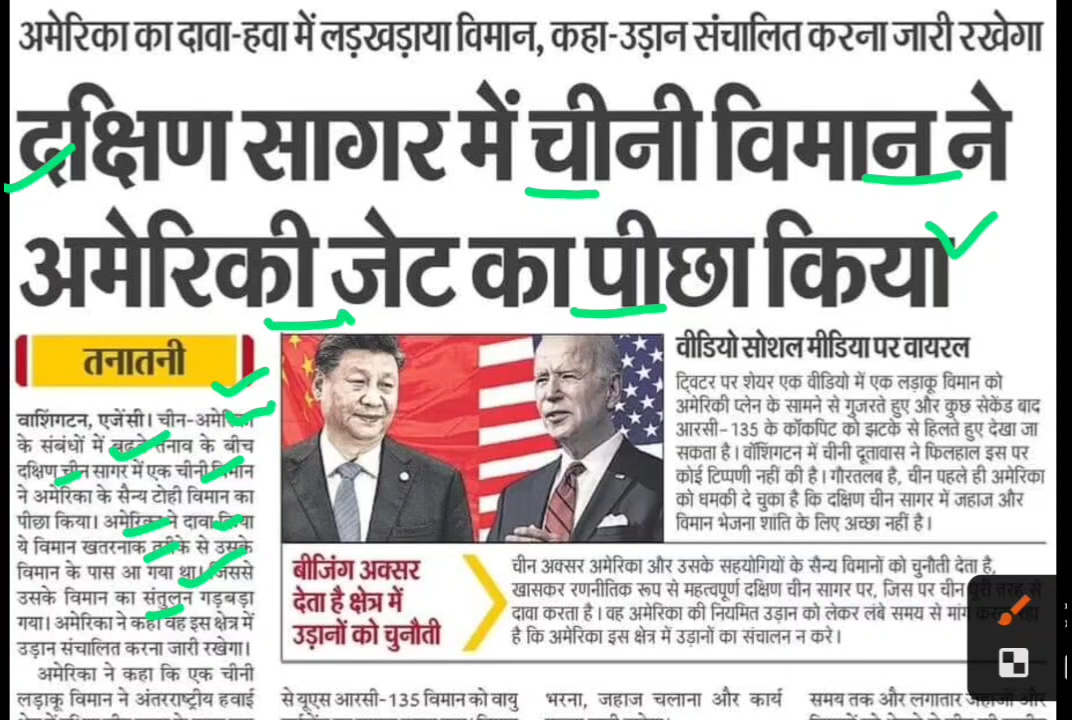 अमेरिका का दावा-हवा में लड़खड़ाया विमान, कहा-उड़ान संचालित करना जारी रखेगा
दक्षिण सागर में चीनी विमान ने
अमेरिकी जेट का पीछा किया
तनातनी
वाशिंगटन, एजेंसी। चीन-अमेरिका
के संबंधों में बढ़ते तनाव के बीच
दक्षिण चीन सागर में एक चीनी विमान
ने अमेरिका के सैन्य टोही विमान का
पीछा किया। अमेरिका ने दावा किया
ये विमान खतरनाक तरीके से उसके
विमान के पास आ गया था। जिससे
उसके विमान का संतुलन गड़बड़ा
गया। अमेरिका ने कहा वह इस क्षेत्र में
उड़ान संचालित करना जारी रखेगा।
अमेरिका ने कहा कि एक चीनी
लड़ाकू विमान ने अंतरराष्ट्रीय हवाई
वीडियो सोशल मीडिया पर वायरल
ट्विटर पर शेयर एक वीडियो में एक लड़ाकू विमान को
अमेरिकी प्लेन के सामने से गुजरते हुए और कुछ सेकेंड बाद
आरसी-135 के कॉकपिट को झटके से हिलते हुए देखा जा
सकता है। वॉशिंगटन में चीनी दूतावास ने फिलहाल इस पर
कोई टिप्पणी नहीं की है। गौरतलब है, चीन पहले ही अमेरिका
को धमकी दे चुका है कि दक्षिण चीन सागर में जहाज और
विमान भेजना शांति के लिए अच्छा नहीं है।
बीजिंग अक्सर
देता है क्षेत्र में
उड़ानों को चुनौती
चीन अक्सर अमेरिका और उसके सहयोगियों के सैन्य विमानों को चुनौती देता है,
खासकर रणनीतिक रूप से महत्वपूर्ण दक्षिण चीन सागर पर, जिस पर चीन पूरी तरह से
दावा करता है। वह अमेरिका की नियमित उड़ान को लेकर लंबे समय से मांग करता रहा
है कि अमेरिका इस क्षेत्र में उड़ानों का संचालन न करे।
से यूएस आरसी-135 विमान को वायु
भरना, जहाज चलाना और कार्य
समय तक और लगातार जहाजों और